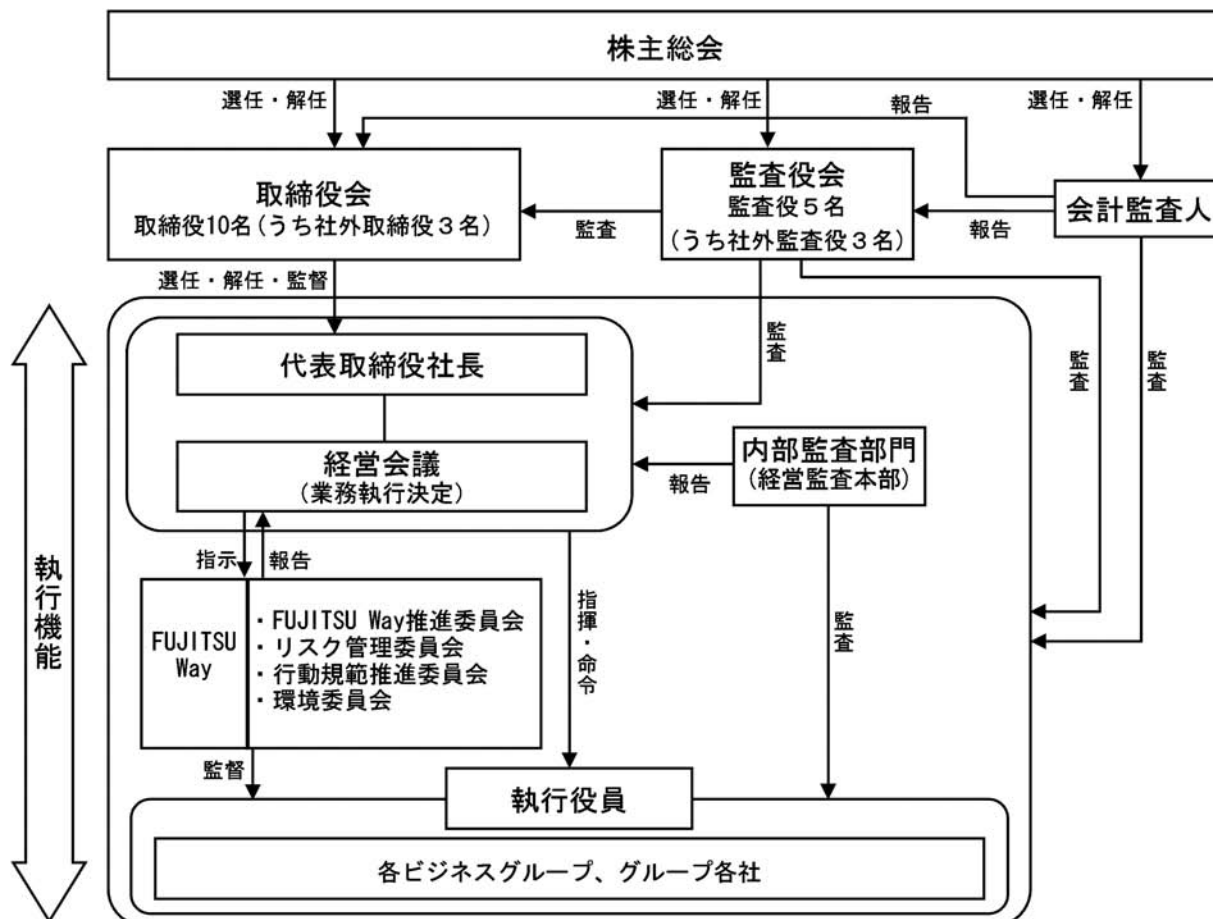 株主総会
選任・解任
選任・解任
報告
選任・解任
取締役会
取締役10名(うち社外取締役3名)
監査
監査役会
監査役5名
(うち社外監査役3名)
報告
会計監査人
選任・解任・監督
代表取締役社長
監査
監査
監査
経営会議
(業務執行決定)
報告
内部監査部門
(経営監査本部)
執行機能
指示
報告
FUJITSU
Way
・FUJITSU Way推進委員会
・リスク管理委員会
・行動規範推進委員会
・環境委員会
指揮・命令
監査
監督
執行役員
各ビジネスグループ、グループ各社